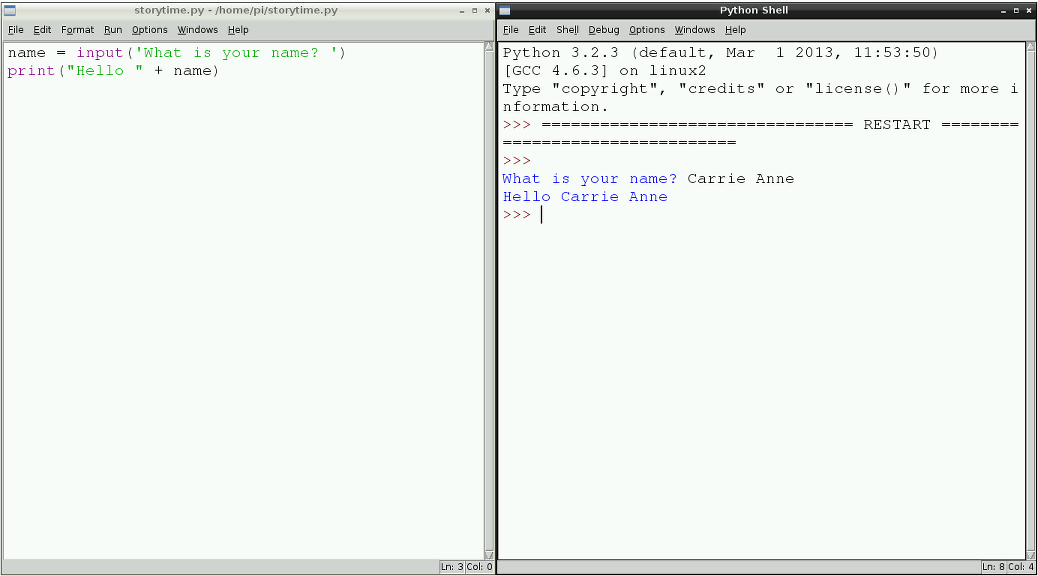 storytime.py - /home/pi/storytime.py
File Edit Format Run Options Windows Help
name = input('What is your name? ')
print("Hello " + name)
Ln: 3 Col: 0
Python Shell
File Edit Shell Debug Options Windows Help
Python 3.2.3 (default, Mar  1 2013, 11:53:50)
[GCC 4.6.3] on linux2
Type "copyright", "credits" or "license()" for more i
nformation.
>>> ================================ RESTART ========
========================
>>>
What is your name? Carrie Anne
Hello Carrie Anne
>>>
Ln: 8 Col: 4